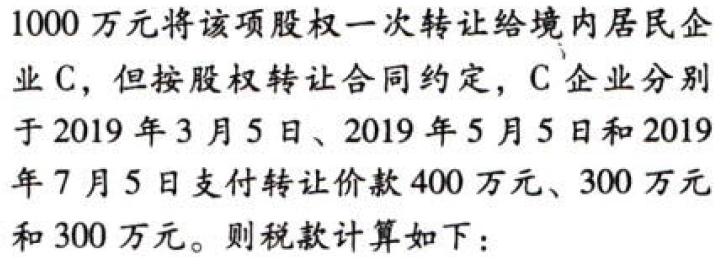 1000 万元将该项股权一次转让给境内居民企
业 C，但按股权转让合同约定，C 企业分别
于 2019 年 3 月 5 日、2019 年 5 月 5 日和 2019
年 7 月 5 日支付转让价款 400 万元、300 万元
和 300 万元。则税款计算如下：